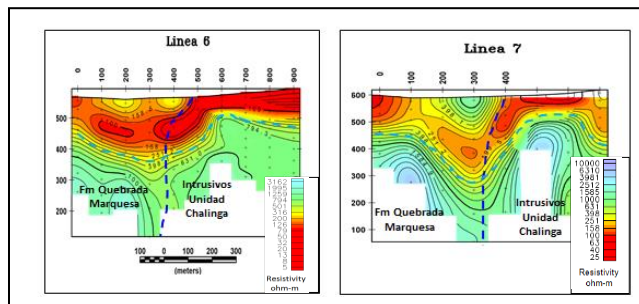 Linea 6
0 100 200 300 400 500 600 700 800 900
500
400
300
200
Fm Quebrada
Marquesa
Intrusivos
Unidad
Chalinga
100 0 100 200 300
(meters)
3162
1995
1259
794
501
316
200
126
79
50
32
20
13
8
5
Resistivity
ohm-m
Linea 7
0 100 200 300 400
600
500
400
300
200
100
Fm Quebrada
Marquesa
Intrusivos
Unidad
Chalinga
10000
6310
3981
2512
1585
1000
631
398
251
158
100
63
40
25
Resistivity
ohm-m